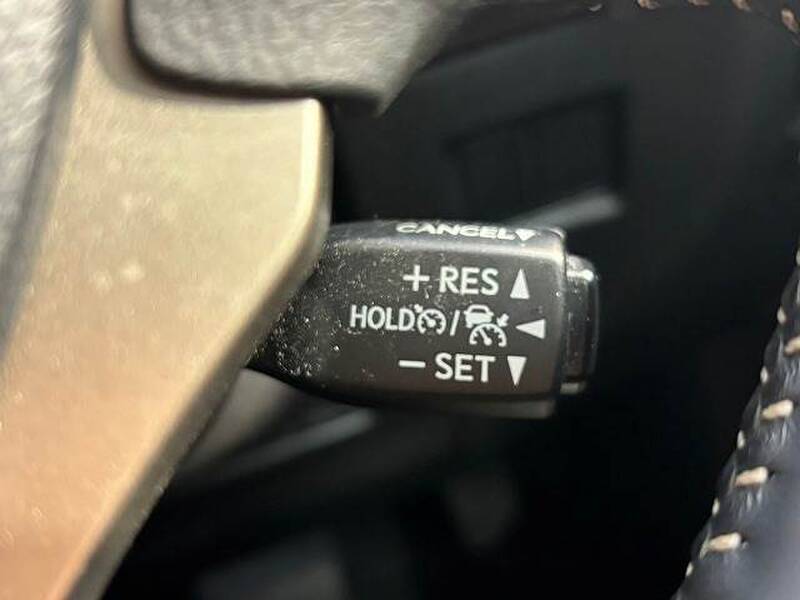 CANCEL▼
+ RES ▲
HOLD / ◀
− SET ▼